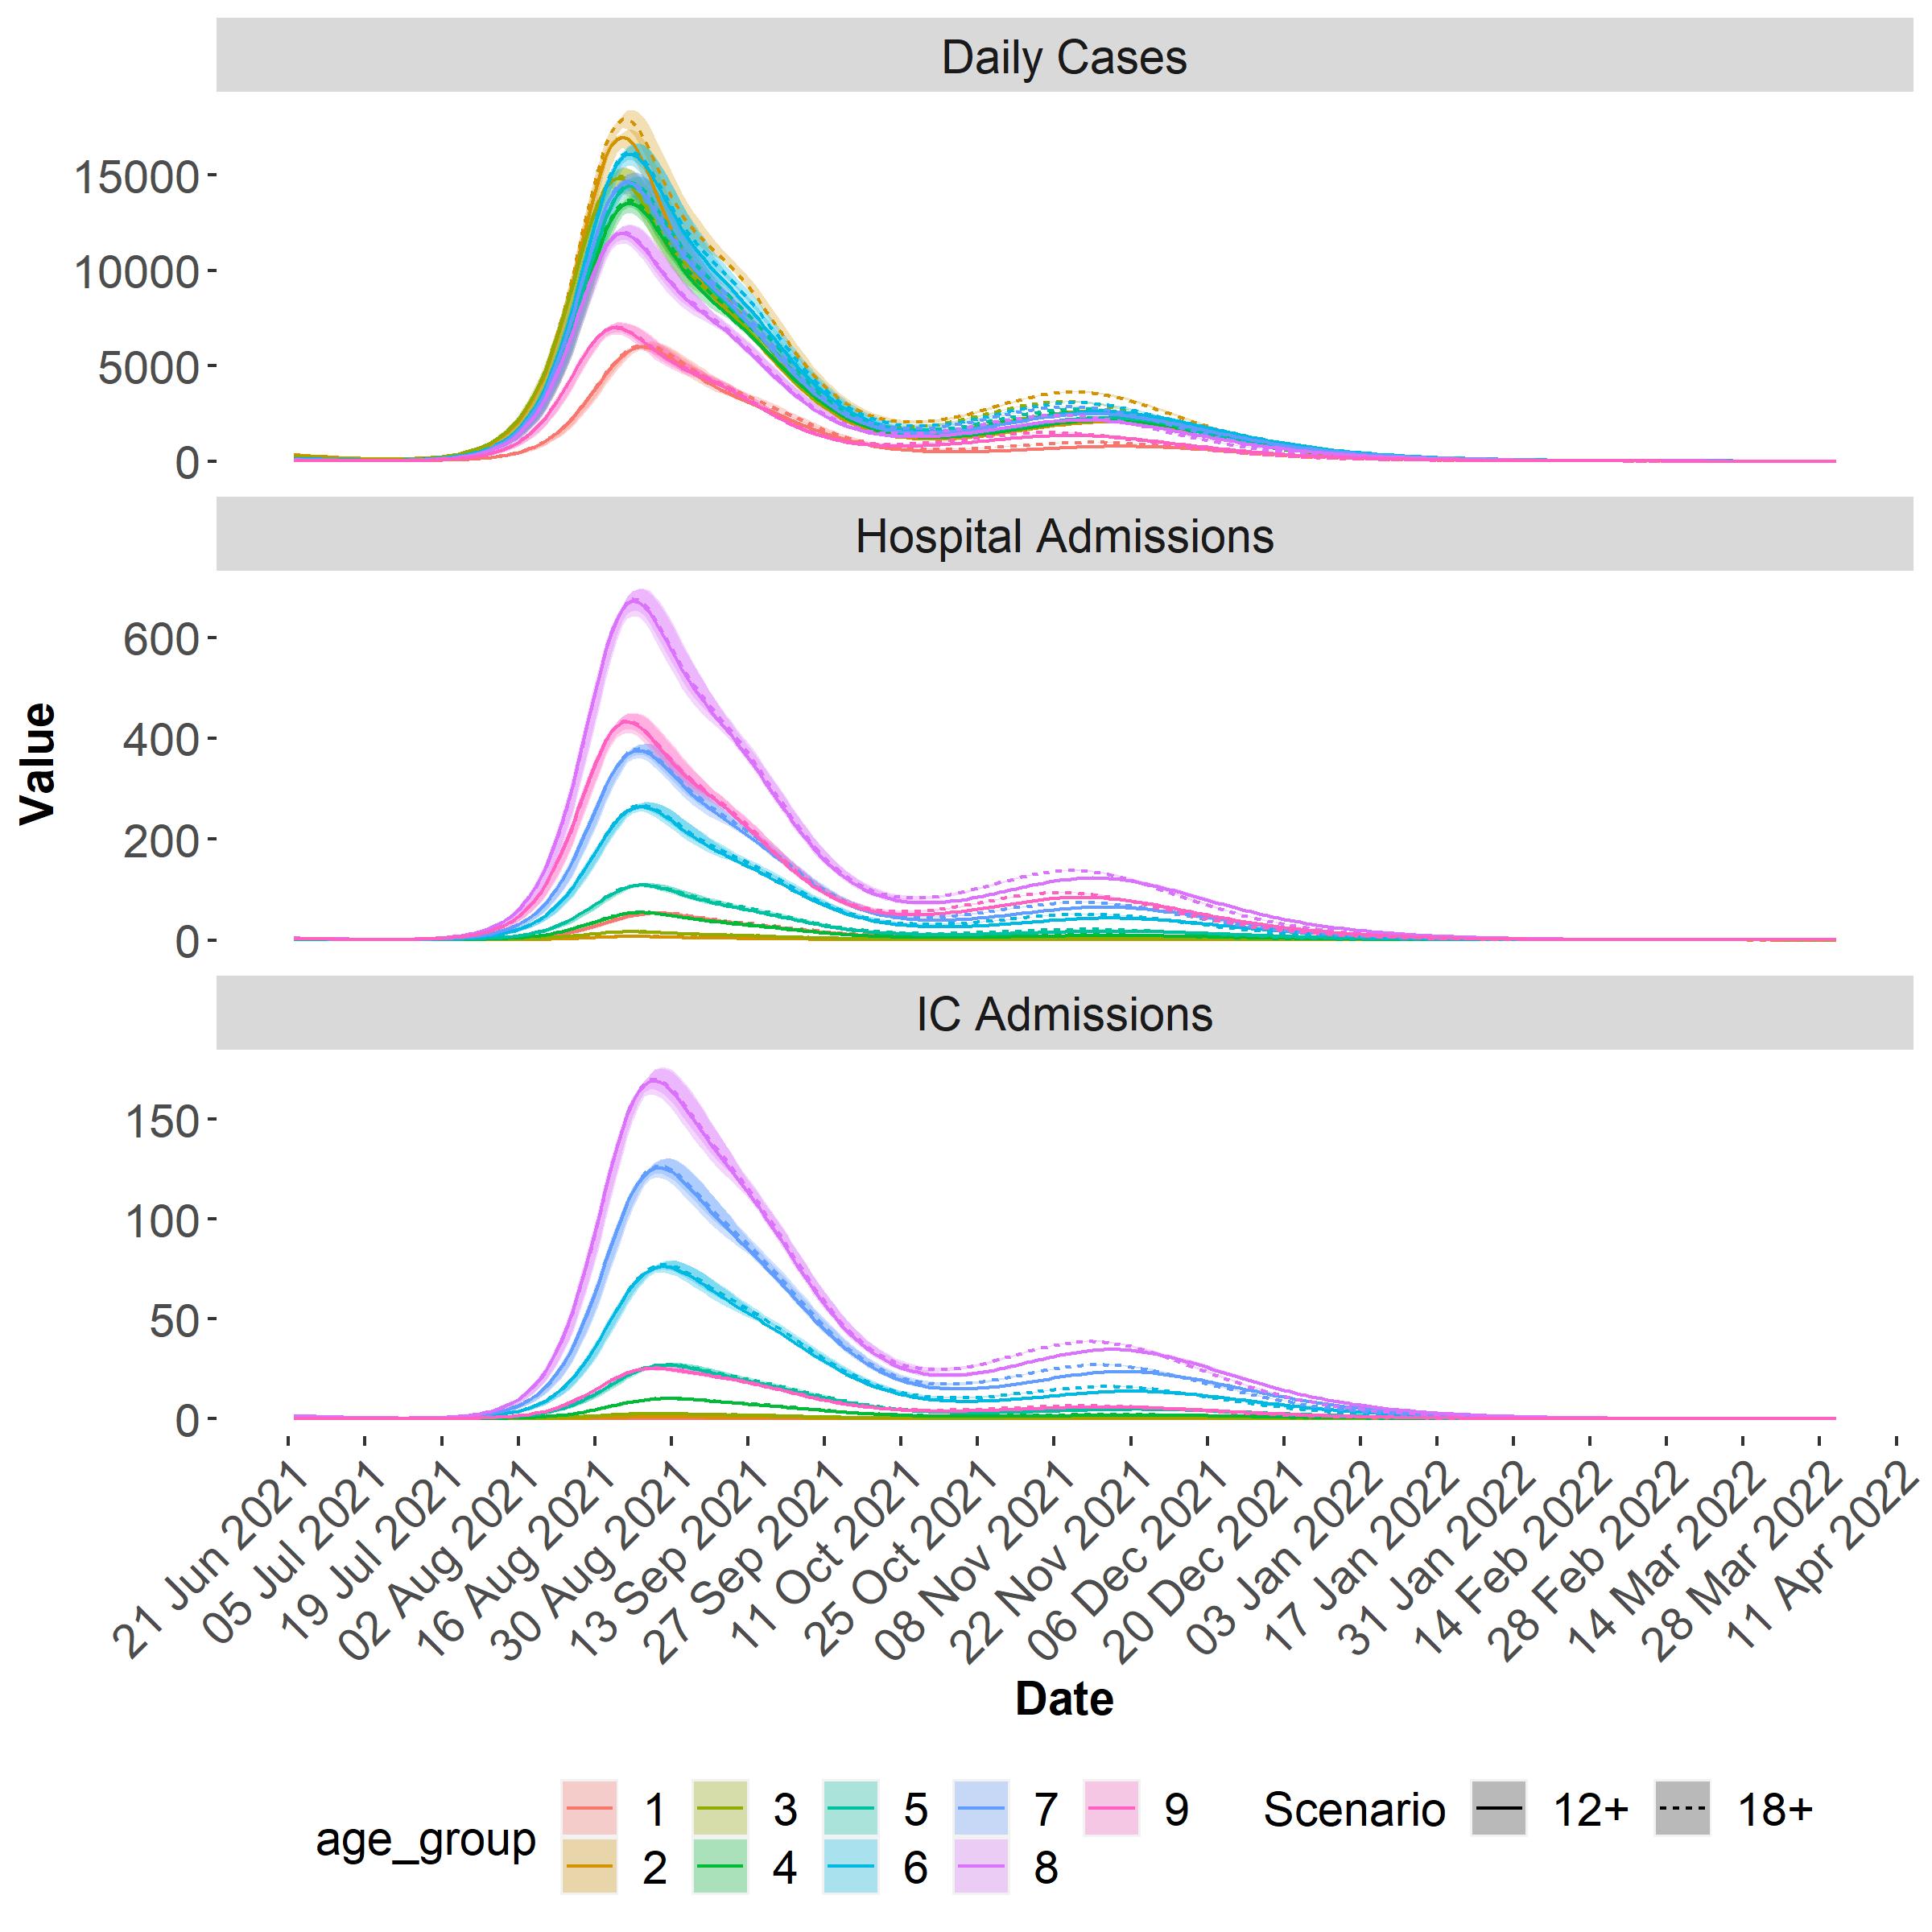 Daily Cases
15000
10000
5000
0
Hospital Admissions
600
400
200
0
IC Admissions
150
100
50
0
Value
21 Jun 2021
05 Jul 2021
19 Jul 2021
02 Aug 2021
16 Aug 2021
30 Aug 2021
13 Sep 2021
27 Sep 2021
11 Oct 2021
25 Oct 2021
08 Nov 2021
22 Nov 2021
06 Dec 2021
20 Dec 2021
03 Jan 2022
17 Jan 2022
31 Jan 2022
14 Feb 2022
28 Feb 2022
14 Mar 2022
28 Mar 2022
11 Apr 2022
Date
age_group
1 3 5 7 9
2 4 6 8
Scenario 12+ 18+